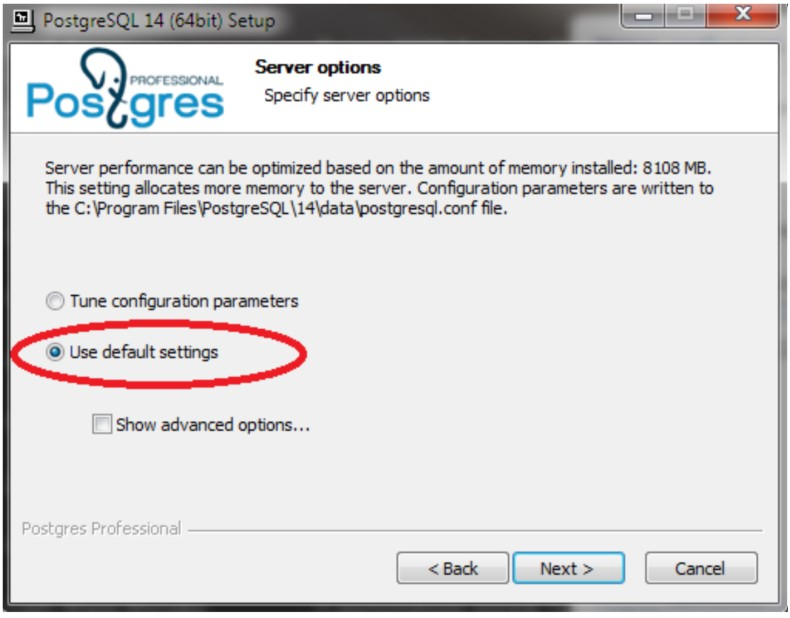 PostgreSQL 14 (64bit) Setup
PROFESSIONAL
Postgres
Server options
Specify server options
Server performance can be optimized based on the amount of memory installed: 8108 MB.
This setting allocates more memory to the server. Configuration parameters are written to
the C:\Program Files\PostgreSQL\14\data\postgresql.conf file.
Tune configuration parameters
Use default settings
Show advanced options...
Postgres Professional
< Back
Next >
Cancel